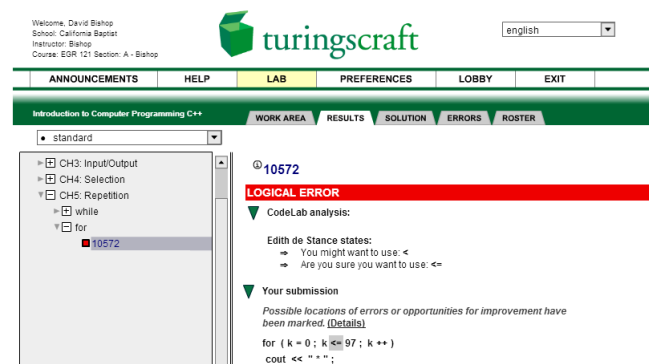 Welcome, David Bishop
School: California Baptist
Instructor: Bishop
Course: EGR 121 Section: A - Bishop
turingscraft
english
ANNOUNCEMENTS HELP LAB PREFERENCES LOBBY EXIT
Introduction to Computer Programming C++
WORK AREA RESULTS SOLUTION ERRORS ROSTER
• standard
CH3: Input/Output
CH4: Selection
CH5: Repetition
while
for
10572
10572
LOGICAL ERROR
CodeLab analysis:
Edith de Stance states:
⇒ You might want to use: <
⇒ Are you sure you want to use: <=
Your submission
Possible locations of errors or opportunities for improvement have
been marked. (Details)
for ( k = 0 ; k <= 97 ; k ++ )
cout << " * " ;